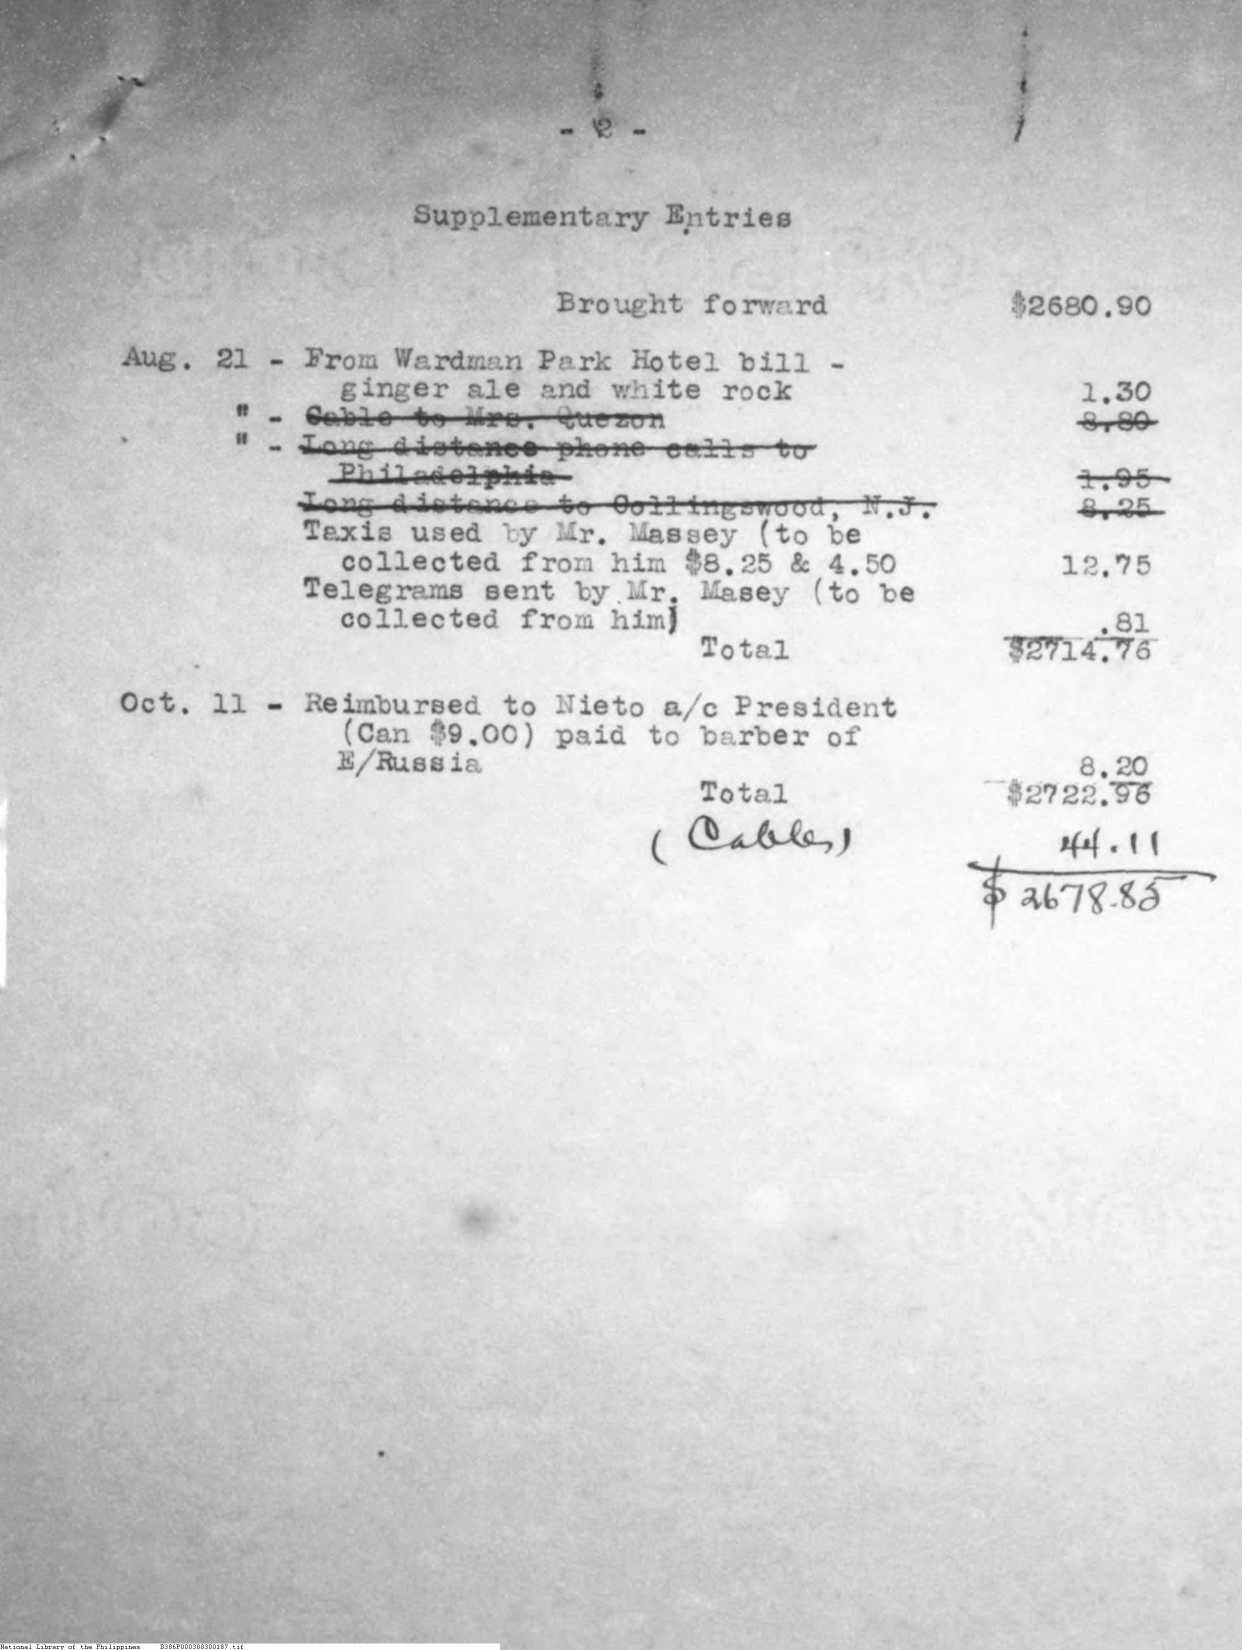 - 2 -
Supplementary Entries
Brought forward $2680.90
Aug. 21 - From Wardman Park Hotel bill -
ginger ale and white rock 1.30
" - Cable to Mrs. Quezon 8.80
" - Long distance phone calls to
Philadelphia 1.95
Long distance to Collingswood, N.J. 8.25
Taxis used by Mr. Massey (to be
collected from him $8.25 & 4.50 12.75
Telegrams sent by Mr. Masey (to be
collected from him) .81
Total $2714.76
Oct. 11 - Reimbursed to Nieto a/c President
(Can $9.00) paid to barber of
E/Russia 8.20
Total $2722.96
(Cables) 44.11
$2678.85
National Library of the Philippines B386P000300300187.tif